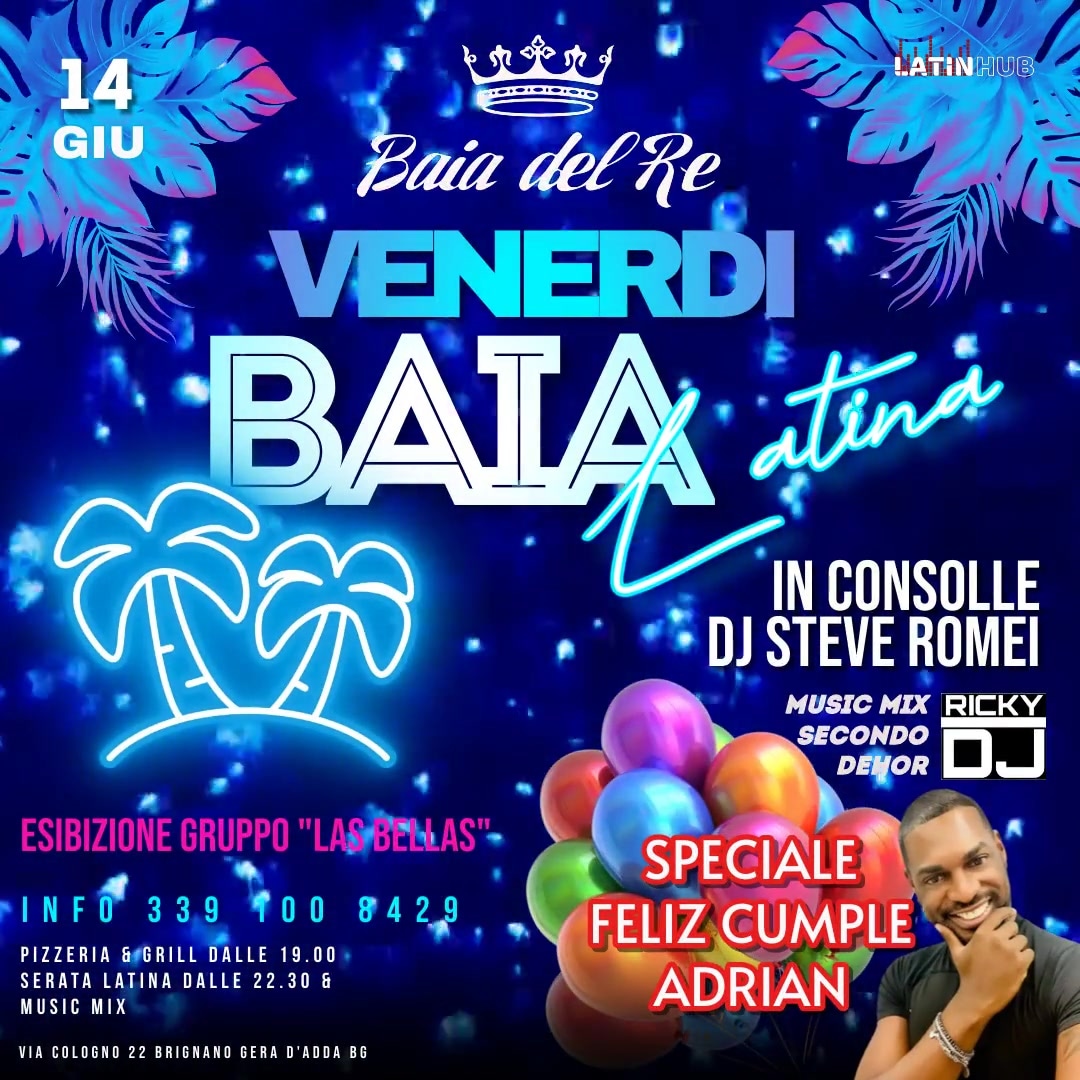 14
GIU
LATINHUB
Baia del Re
VENERDI
BAIA
Latina
IN CONSOLLE
DJ STEVE ROMEI
MUSIC MIX
SECONDO
DEHOR
RICKY
DJ
ESIBIZIONE GRUPPO "LAS BELLAS"
INFO 339 100 8429
PIZZERIA & GRILL DALLE 19.00
SERATA LATINA DALLE 22.30 &
MUSIC MIX
VIA COLOGNO 22 BRIGNANO GERA D'ADDA BG
SPECIALE
FELIZ CUMPLE
ADRIAN